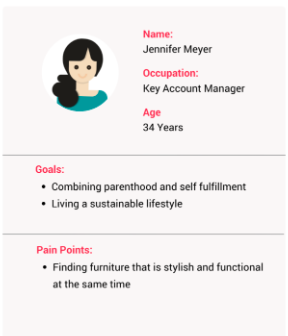 Name:
Jennifer Meyer
Occupation:
Key Account Manager
Age
34 Years
Goals:
• Combining parenthood and self fulfillment
• Living a sustainable lifestyle
Pain Points:
• Finding furniture that is stylish and functional
at the same time